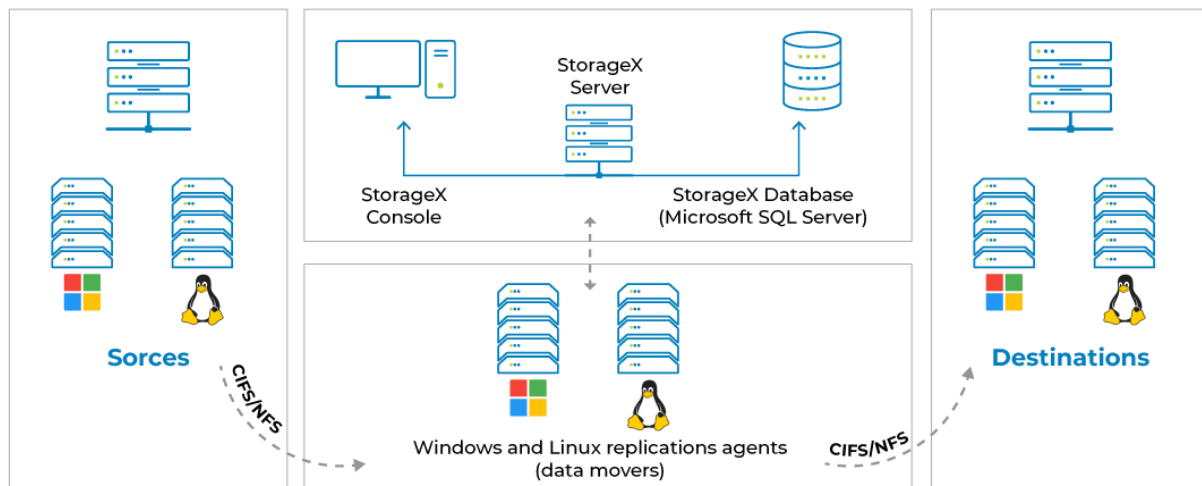 StorageX
Server
StorageX
Console
StorageX Database
(Microsoft SQL Server)
Sorces
Destinations
CIFS/NFS
Windows and Linux replications agents
(data movers)
CIFS/NFS